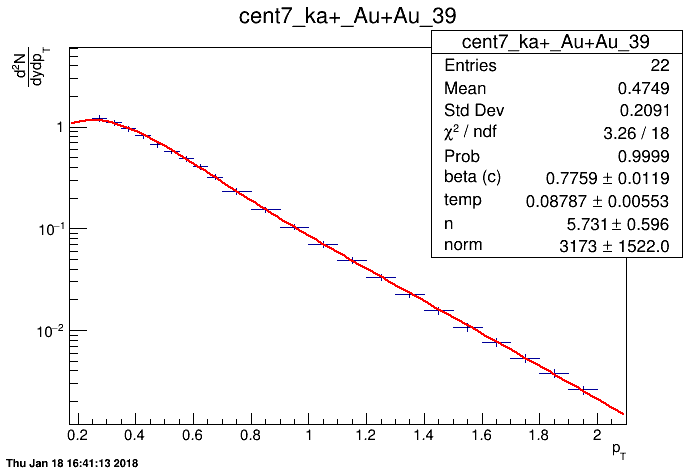 cent7_ka+_Au+Au_39
d²N
dydp_T
cent7_ka+_Au+Au_39
Entries 22
Mean 0.4749
Std Dev 0.2091
χ² / ndf 3.26 / 18
Prob 0.9999
beta (c) 0.7759 ± 0.0119
temp 0.08787 ± 0.00553
n 5.731 ± 0.596
norm 3173 ± 1522.0
1
10⁻¹
10⁻²
0.2 0.4 0.6 0.8 1 1.2 1.4 1.6 1.8 2
p_T
Thu Jan 18 16:41:13 2018